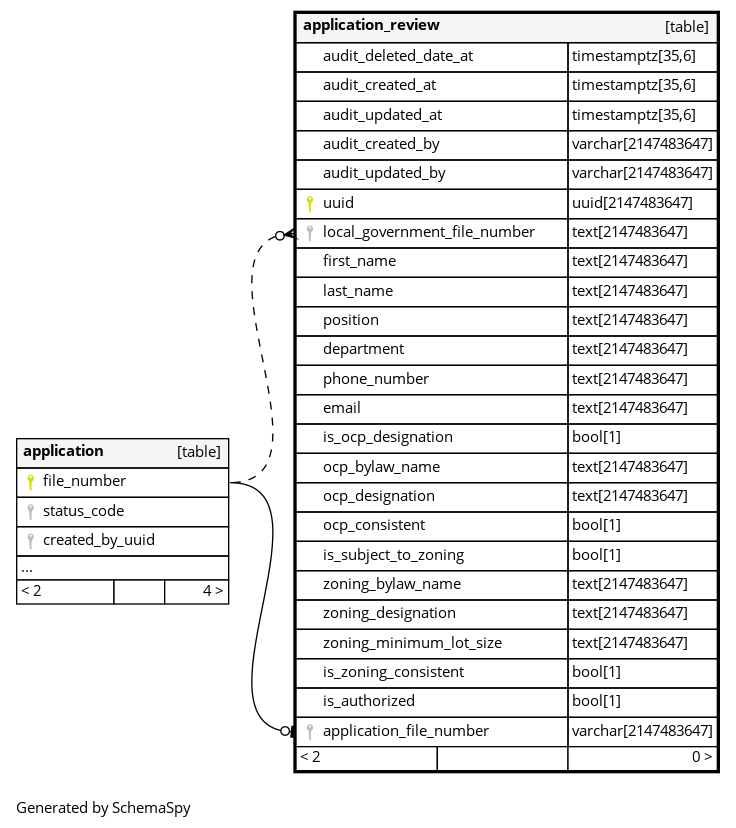 application_review [table]
audit_deleted_date_at timestamptz[35,6]
audit_created_at timestamptz[35,6]
audit_updated_at timestamptz[35,6]
audit_created_by varchar[2147483647]
audit_updated_by varchar[2147483647]
uuid uuid[2147483647]
local_government_file_number text[2147483647]
first_name text[2147483647]
last_name text[2147483647]
position text[2147483647]
department text[2147483647]
phone_number text[2147483647]
email text[2147483647]
is_ocp_designation bool[1]
ocp_bylaw_name text[2147483647]
ocp_designation text[2147483647]
ocp_consistent bool[1]
is_subject_to_zoning bool[1]
zoning_bylaw_name text[2147483647]
zoning_designation text[2147483647]
zoning_minimum_lot_size text[2147483647]
is_zoning_consistent bool[1]
is_authorized bool[1]
application_file_number varchar[2147483647]
< 2 0 >
application [table]
file_number
status_code
created_by_uuid
...
< 2 4 >
Generated by SchemaSpy